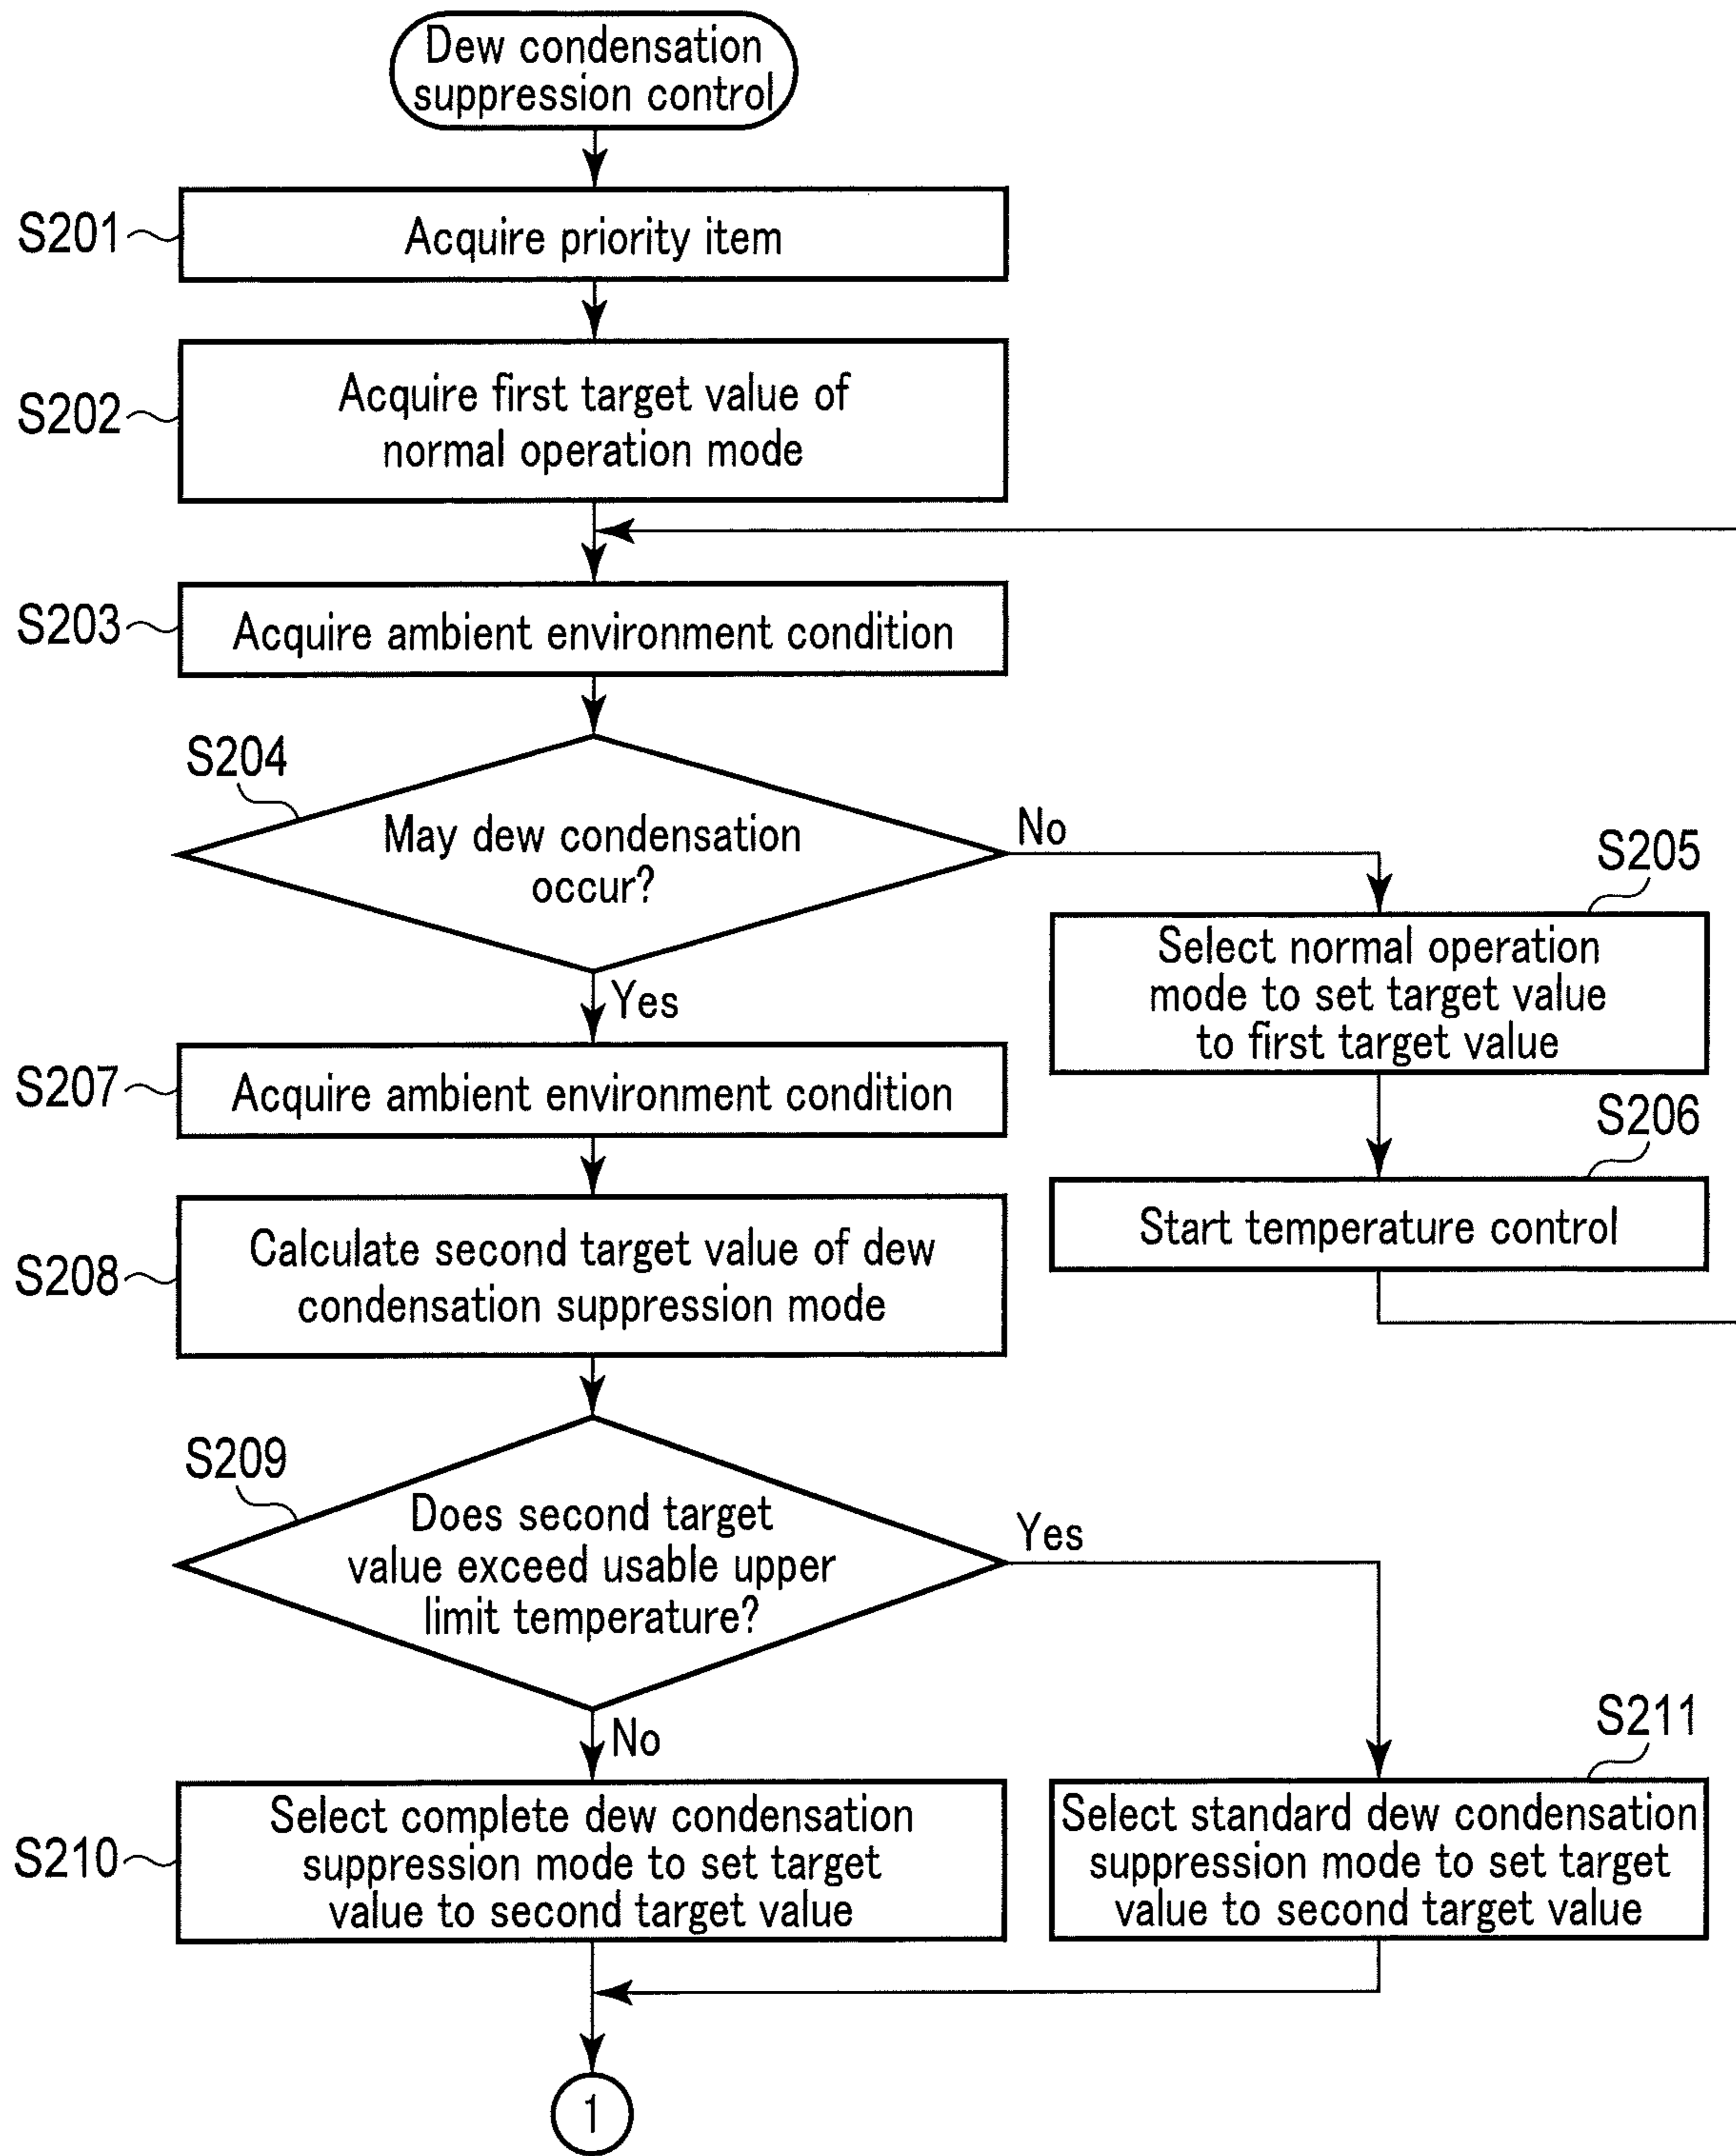 Dew condensation
suppression control
S201
Acquire priority item
S202
Acquire first target value of
normal operation mode
S203
Acquire ambient environment condition
S204
May dew condensation
occur?
No
Yes
S205
Select normal operation
mode to set target value
to first target value
S206
Start temperature control
S207
Acquire ambient environment condition
S208
Calculate second target value of dew
condensation suppression mode
S209
Does second target
value exceed usable upper
limit temperature?
Yes
No
S210
Select complete dew condensation
suppression mode to set target
value to second target value
S211
Select standard dew condensation
suppression mode to set target
value to second target value
1